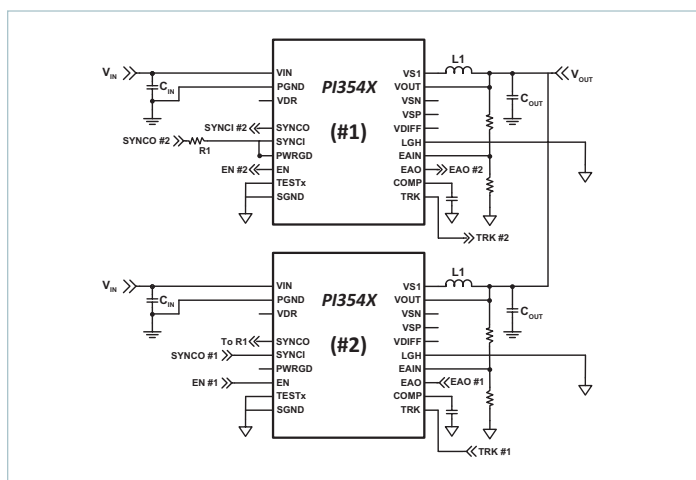 L1
VIN
VIN
VS1
VOUT
CIN
PGND
PI354X
VOUT
VDR
VSN
COUT
(#1)
VSP
SYNCI #2
SYNCO
VDIFF
SYNCO #2
R1
SYNCI
LGH
PWRGD
EAIN
EN #2
EN
EAO
EAO #2
TESTx
COMP
SGND
TRK
TRK #2
L1
VIN
VIN
VS1
CIN
PGND
PI354X
VOUT
VDR
VSN
COUT
(#2)
VSP
To R1
SYNCO
VDIFF
SYNCO #1
SYNCI
LGH
PWRGD
EAIN
EN #1
EN
EAO
EAO #1
TESTx
COMP
SGND
TRK
TRK #1